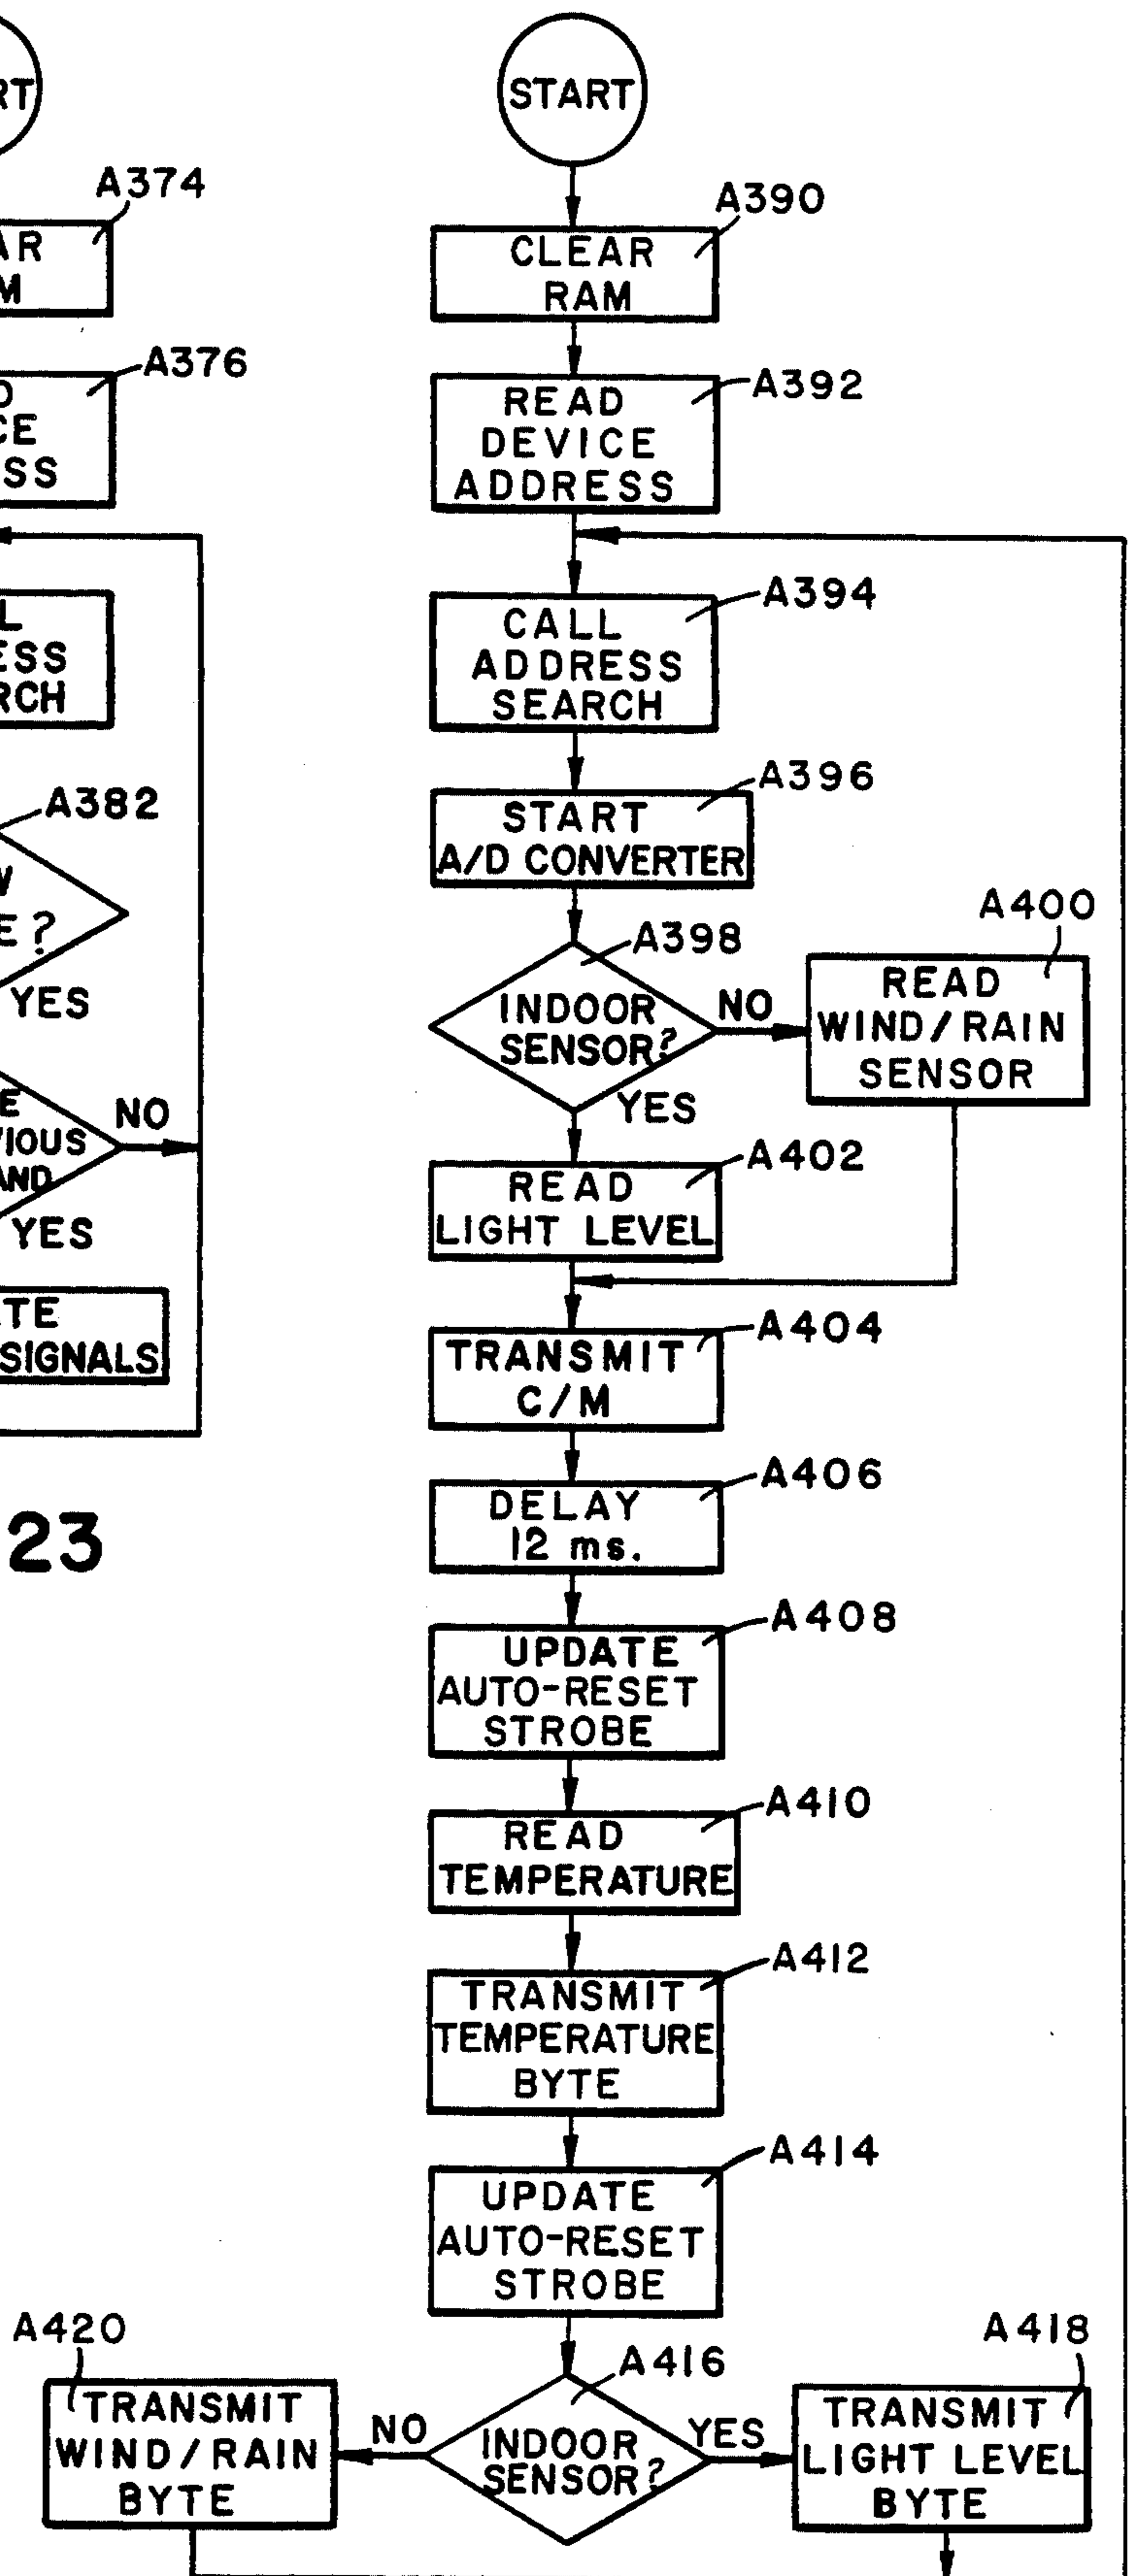 START
A374
A376
A382
YES
NO
YES
SIGNALS
23
START
A390
CLEAR
RAM
A392
READ
DEVICE
ADDRESS
A394
CALL
ADDRESS
SEARCH
A396
START
A/D CONVERTER
A398
INDOOR
SENSOR?
NO
YES
A400
READ
WIND/RAIN
SENSOR
A402
READ
LIGHT LEVEL
A404
TRANSMIT
C/M
A406
DELAY
12 ms.
A408
UPDATE
AUTO-RESET
STROBE
A410
READ
TEMPERATURE
A412
TRANSMIT
TEMPERATURE
BYTE
A414
UPDATE
AUTO-RESET
STROBE
A416
INDOOR
SENSOR?
NO
YES
A420
TRANSMIT
WIND/RAIN
BYTE
A418
TRANSMIT
LIGHT LEVEL
BYTE